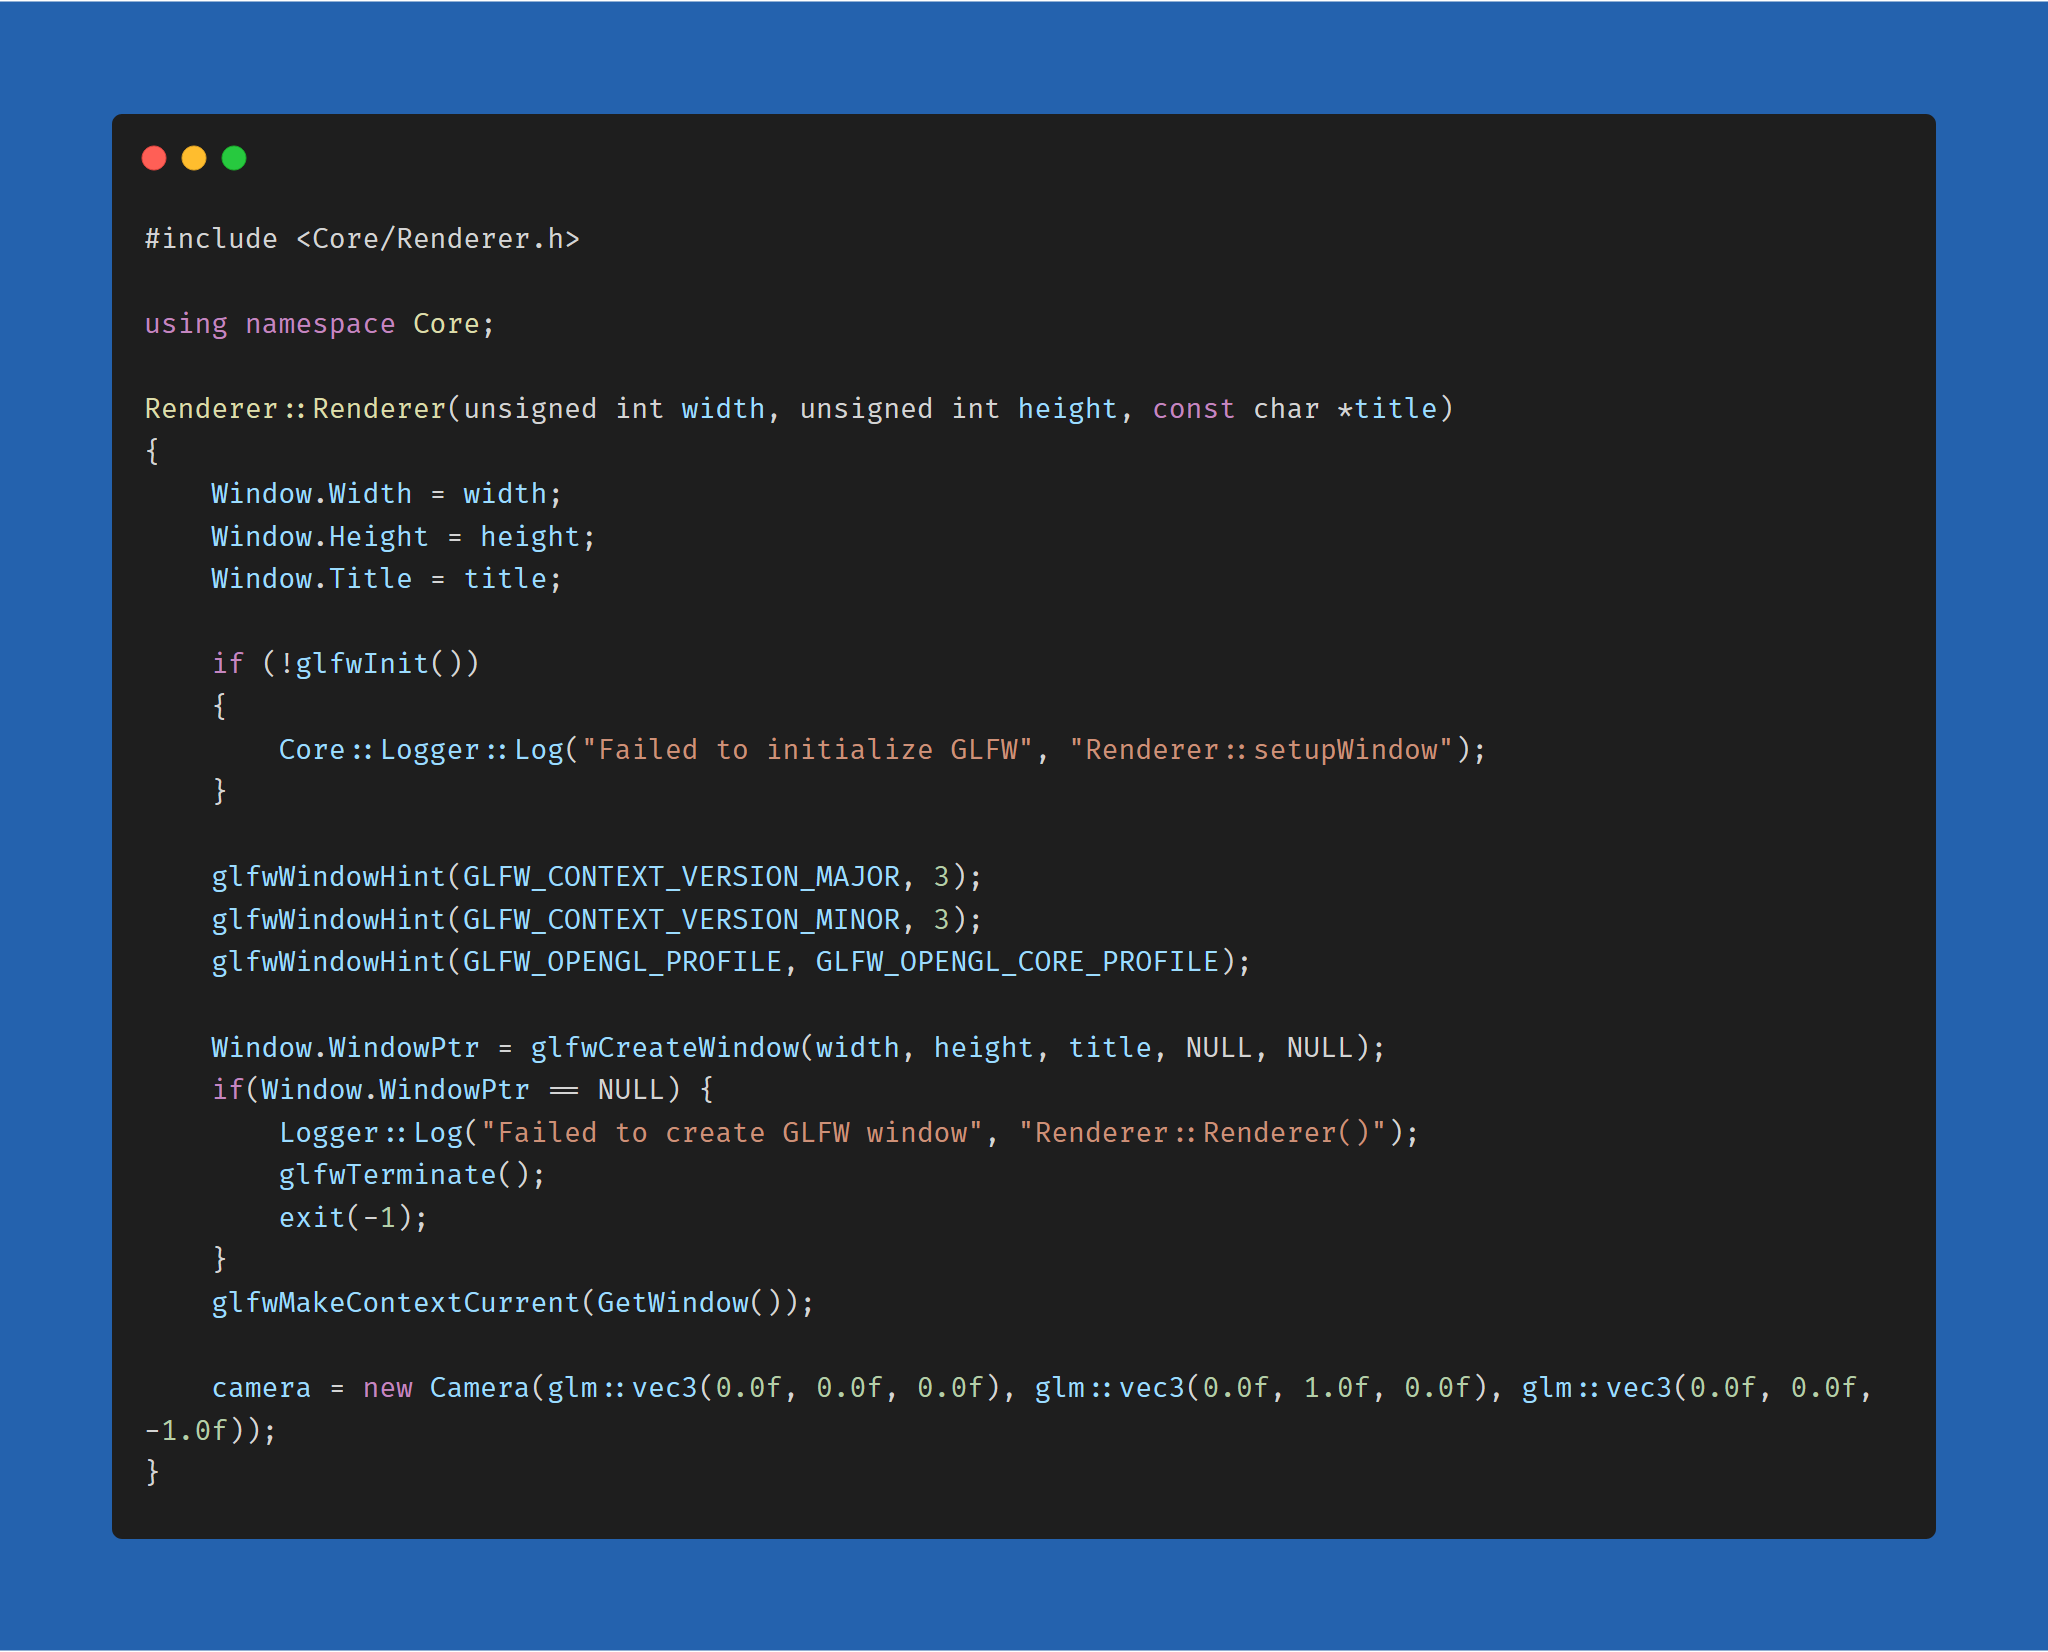 #include <Core/Renderer.h>

using namespace Core;

Renderer::Renderer(unsigned int width, unsigned int height, const char *title)
{
    Window.Width = width;
    Window.Height = height;
    Window.Title = title;

    if (!glfwInit())
    {
        Core::Logger::Log("Failed to initialize GLFW", "Renderer::setupWindow");
    }

    glfwWindowHint(GLFW_CONTEXT_VERSION_MAJOR, 3);
    glfwWindowHint(GLFW_CONTEXT_VERSION_MINOR, 3);
    glfwWindowHint(GLFW_OPENGL_PROFILE, GLFW_OPENGL_CORE_PROFILE);

    Window.WindowPtr = glfwCreateWindow(width, height, title, NULL, NULL);
    if(Window.WindowPtr == NULL) {
        Logger::Log("Failed to create GLFW window", "Renderer::Renderer()");
        glfwTerminate();
        exit(-1);
    }
    glfwMakeContextCurrent(GetWindow());

    camera = new Camera(glm::vec3(0.0f, 0.0f, 0.0f), glm::vec3(0.0f, 1.0f, 0.0f), glm::vec3(0.0f, 0.0f,
-1.0f));
}